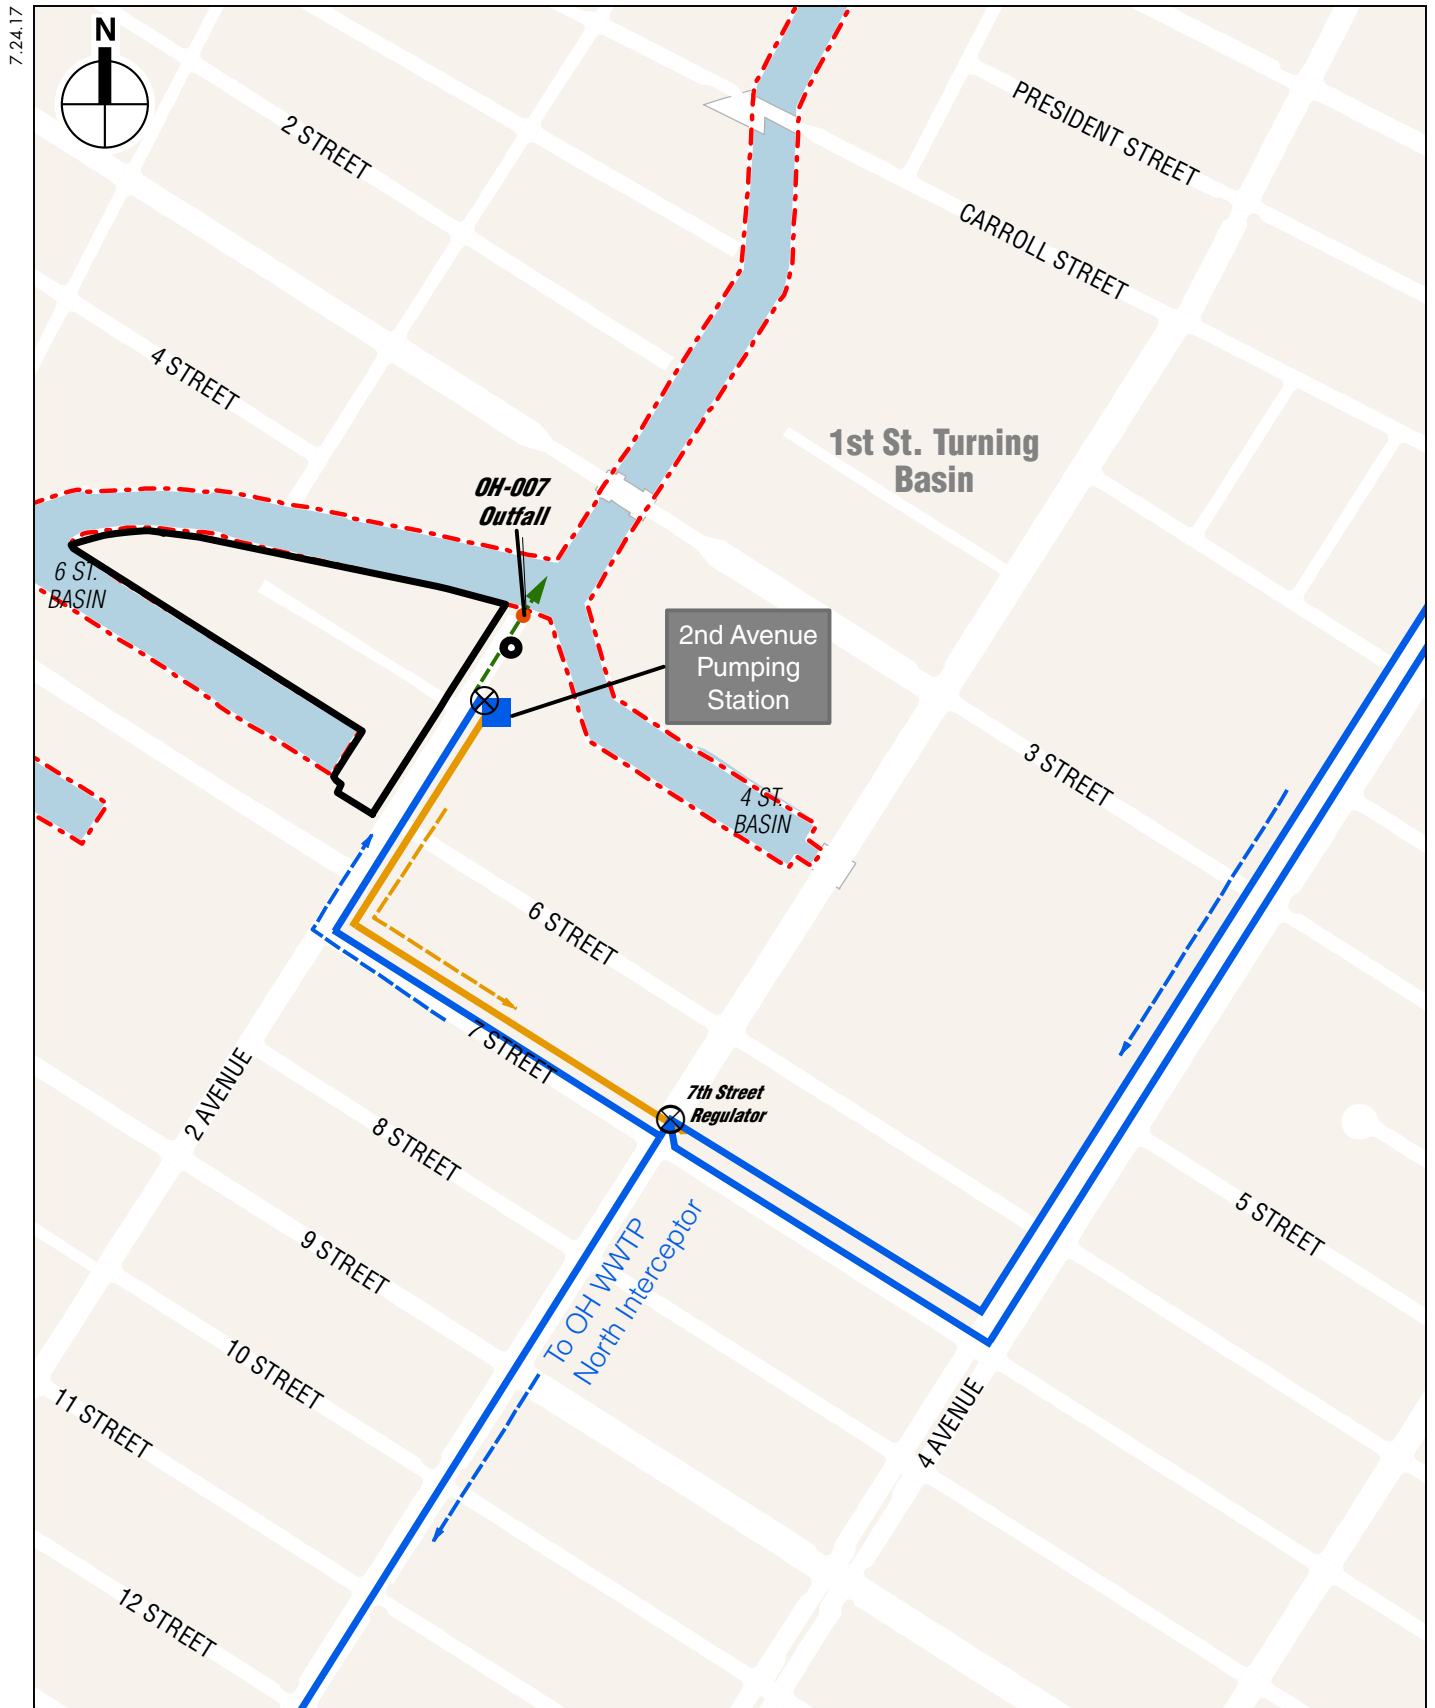 7.24.17
N
2 STREET
PRESIDENT STREET
CARROLL STREET
4 STREET
1st St. Turning
Basin
OH-007
Outfall
6 ST.
BASIN
2nd Avenue
Pumping
Station
3 STREET
4 ST.
BASIN
6 STREET
7 STREET
2 AVENUE
7th Street
Regulator
8 STREET
5 STREET
To OH WWTP
North Interceptor
9 STREET
10 STREET
4 AVENUE
11 STREET
12 STREET